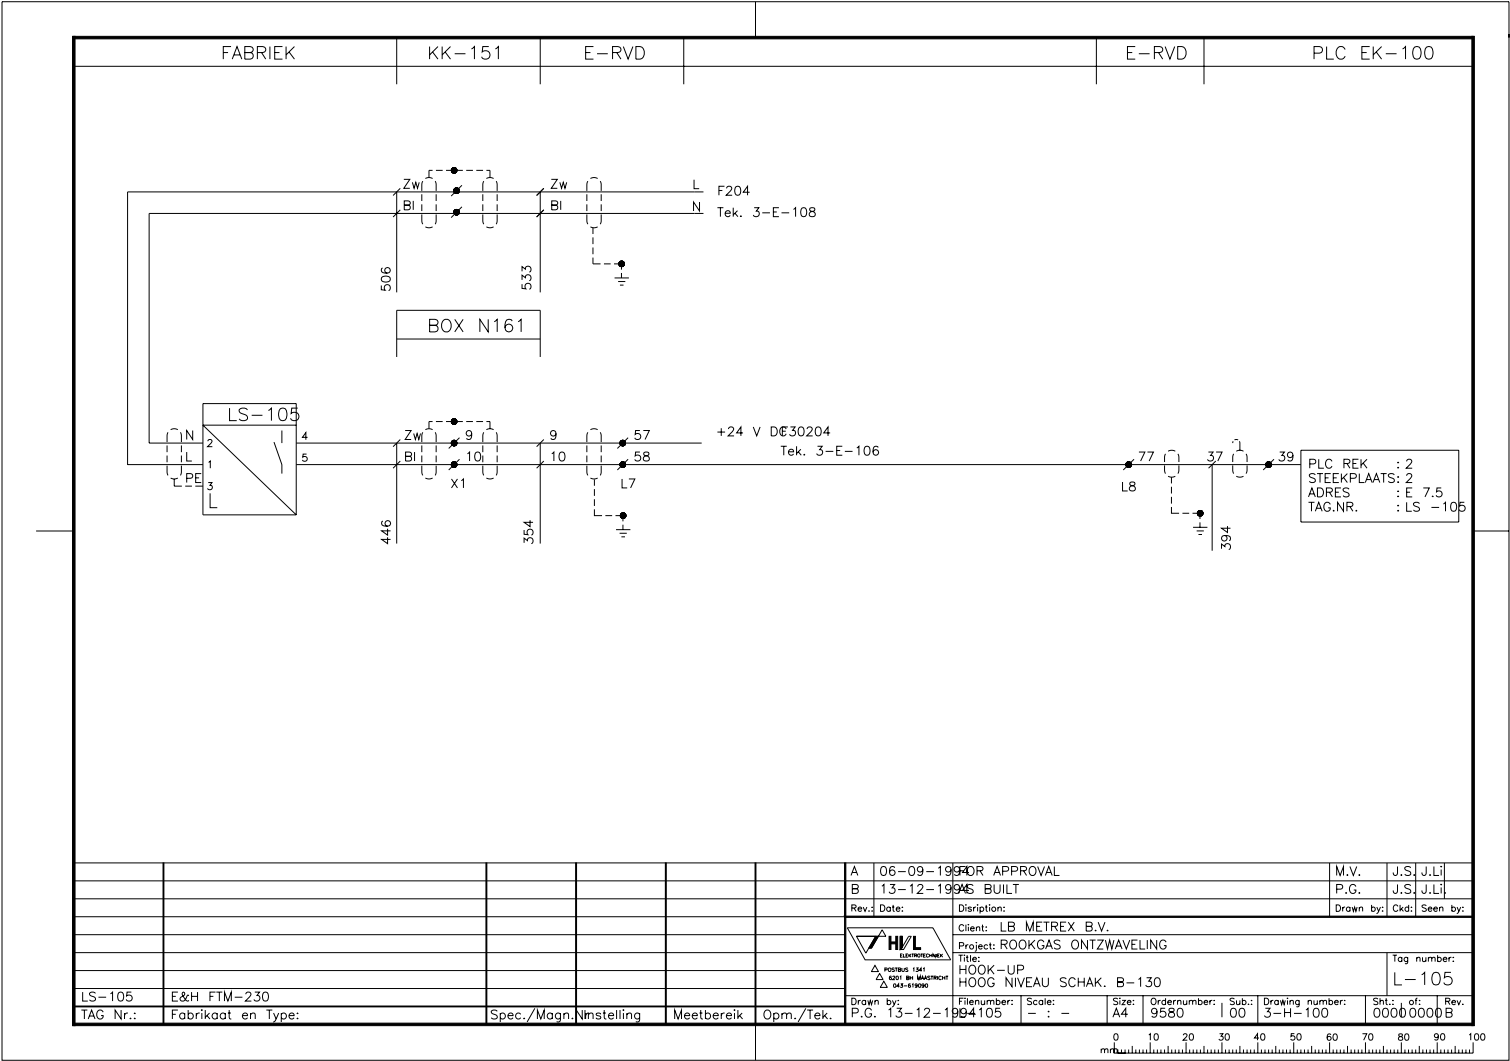 FABRIEK KK-151 E-RVD E-RVD PLC EK-100
Zw Zw L F204
Bl Bl N Tek. 3-E-108
506 533
BOX N161
LS-105
+24 V DC F30204
N 2 4 Zw 9 9 57
Tek. 3-E-106
L 1 5 Bl 10 10 58 77 37 39
PE 3 X1 L7 L8
L
446 354 394
PLC REK : 2
STEEKPLAATS: 2
ADRES : E 7.5
TAG.NR. : LS -105
A 06-09-1994 FOR APPROVAL M.V. J.S. J.Li
B 13-12-1994 AS BUILT P.G. J.S. J.Li.
Rev.: Date: Disription: Drawn by: Ckd: Seen by:
HVL
ELEKTROTECHNIEK
POSTBUS 1341
6201 BH MAASTRICHT
043-619090
Client: LB METREX B.V.
Project: ROOKGAS ONTZWAVELING
Title:
HOOK-UP
HOOG NIVEAU SCHAK. B-130
Tag number:
L-105
LS-105 E&H FTM-230
TAG Nr.: Fabrikaat en Type: Spec./Magn.Nr. Instelling Meetbereik Opm./Tek.
Drawn by: Filenumber: Scale: Size: Ordernumber: Sub.: Drawing number: Sht.: of: Rev.
P.G. 13-12-1994 L-105 - : - A4 9580 00 3-H-100 0000 0000 B
mm 0 10 20 30 40 50 60 70 80 90 100